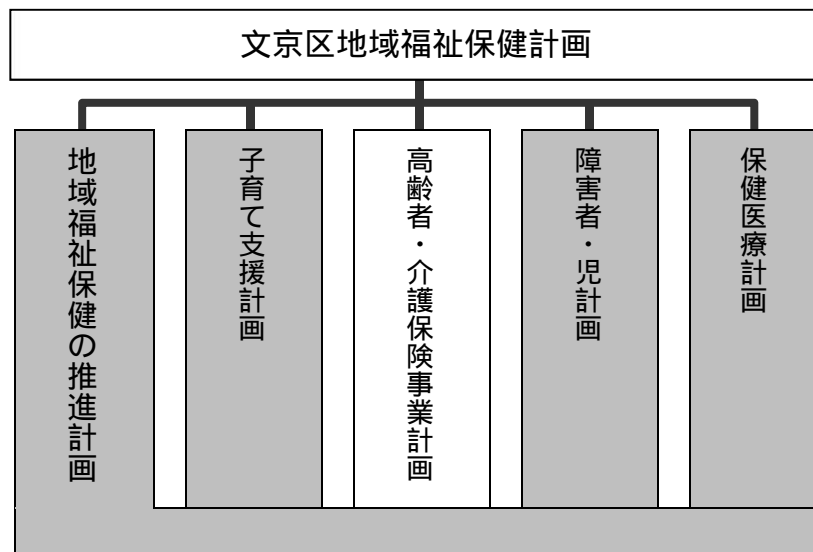 文京区地域福祉保健計画
地域福祉保健の推進計画
子育て支援計画
高齢者・介護保険事業計画
障害者・児計画
保健医療計画